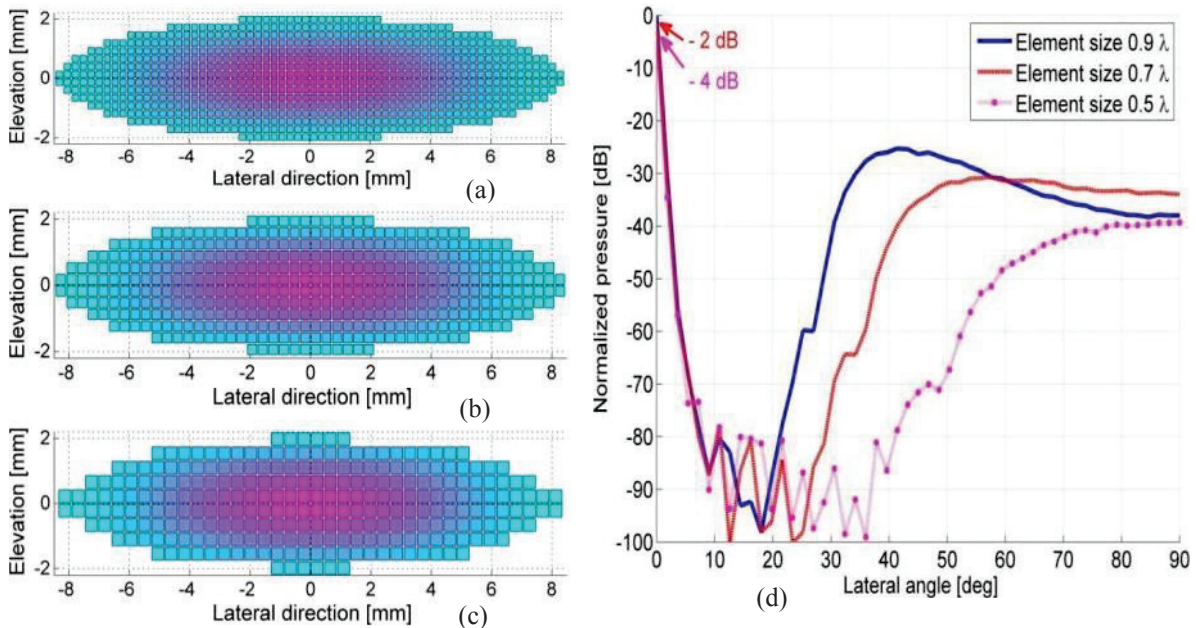 Elevation [mm]
2
0
-2
-8 -6 -4 -2 0 2 4 6 8
Lateral direction [mm]
(a)
Elevation [mm]
2
0
-2
-8 -6 -4 -2 0 2 4 6 8
Lateral direction [mm]
(b)
Elevation [mm]
2
0
-2
-8 -6 -4 -2 0 2 4 6 8
Lateral direction [mm]
(c)
Normalized pressure [dB]
0
-10
-20
-30
-40
-50
-60
-70
-80
-90
-100
- 2 dB
- 4 dB
Element size 0.9 λ
Element size 0.7 λ
Element size 0.5 λ
0 10 20 30 40 50 60 70 80 90
Lateral angle [deg]
(d)